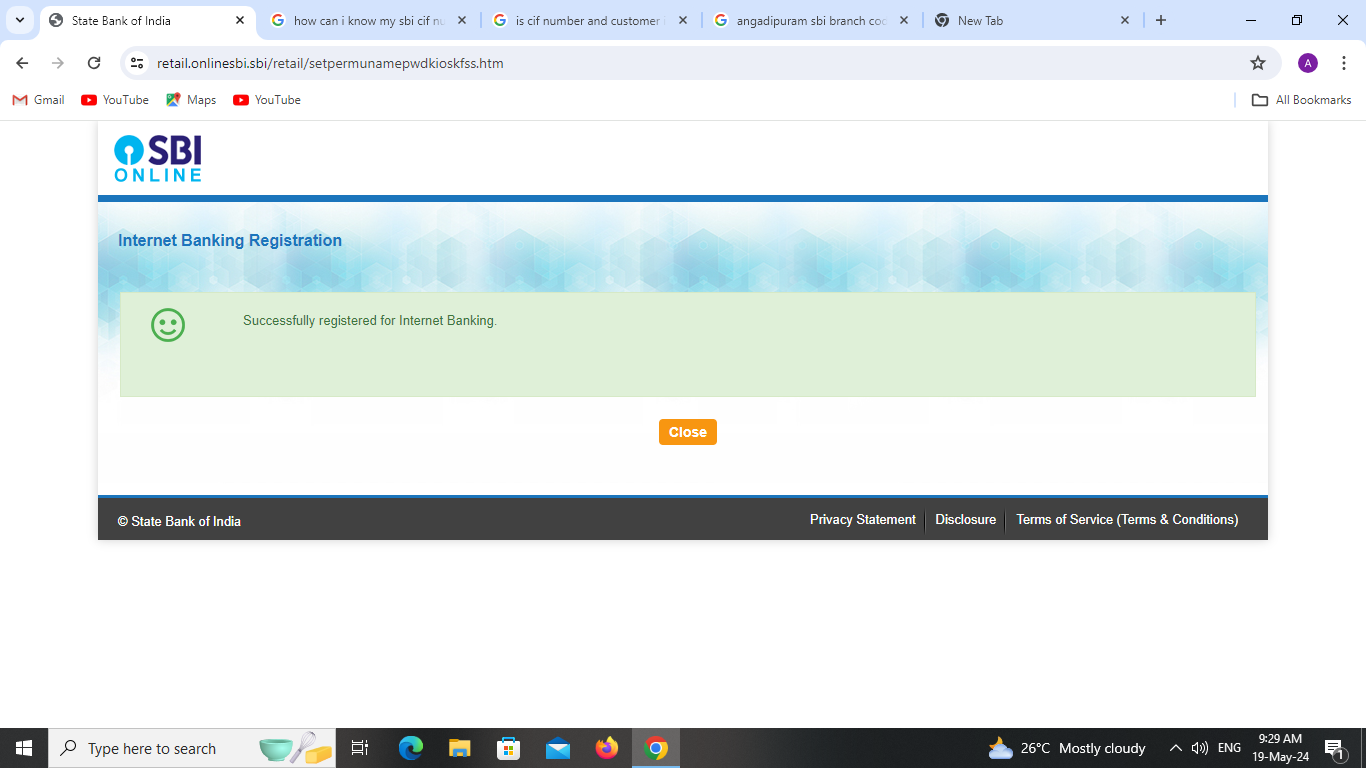 State Bank of India
how can i know my sbi cif nu
is cif number and customer i
angadipuram sbi branch coc
New Tab
retail.onlinesbi.sbi/retail/setpermunamepwdkioskfss.htm
A
Gmail
YouTube
Maps
YouTube
All Bookmarks
SBI
ONLINE
Internet Banking Registration
Successfully registered for Internet Banking.
Close
© State Bank of India
Privacy Statement
Disclosure
Terms of Service (Terms & Conditions)
Type here to search
26°C Mostly cloudy
ENG
9:29 AM
19-May-24
1